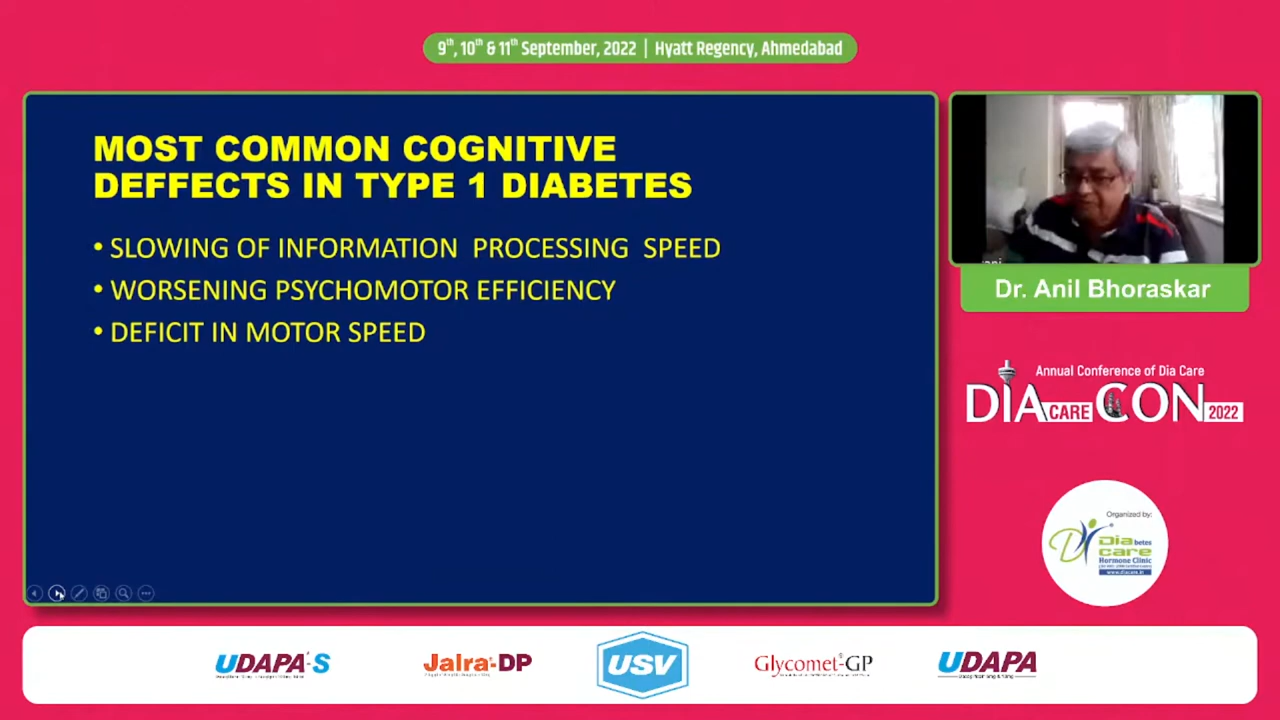 9th, 10th & 11th September, 2022 | Hyatt Regency, Ahmedabad
MOST COMMON COGNITIVE
DEFFECTS IN TYPE 1 DIABETES
• SLOWING OF INFORMATION PROCESSING SPEED
• WORSENING PSYCHOMOTOR EFFICIENCY
• DEFICIT IN MOTOR SPEED
Dr. Anil Bhoraskar
Annual Conference of Dia Care
DIA CARE CON 2022
Organized by:
Diabetes
care
Hormone Clinic
UDAPA-S
Jalra-DP
USV
Glycomet-GP
UDAPA